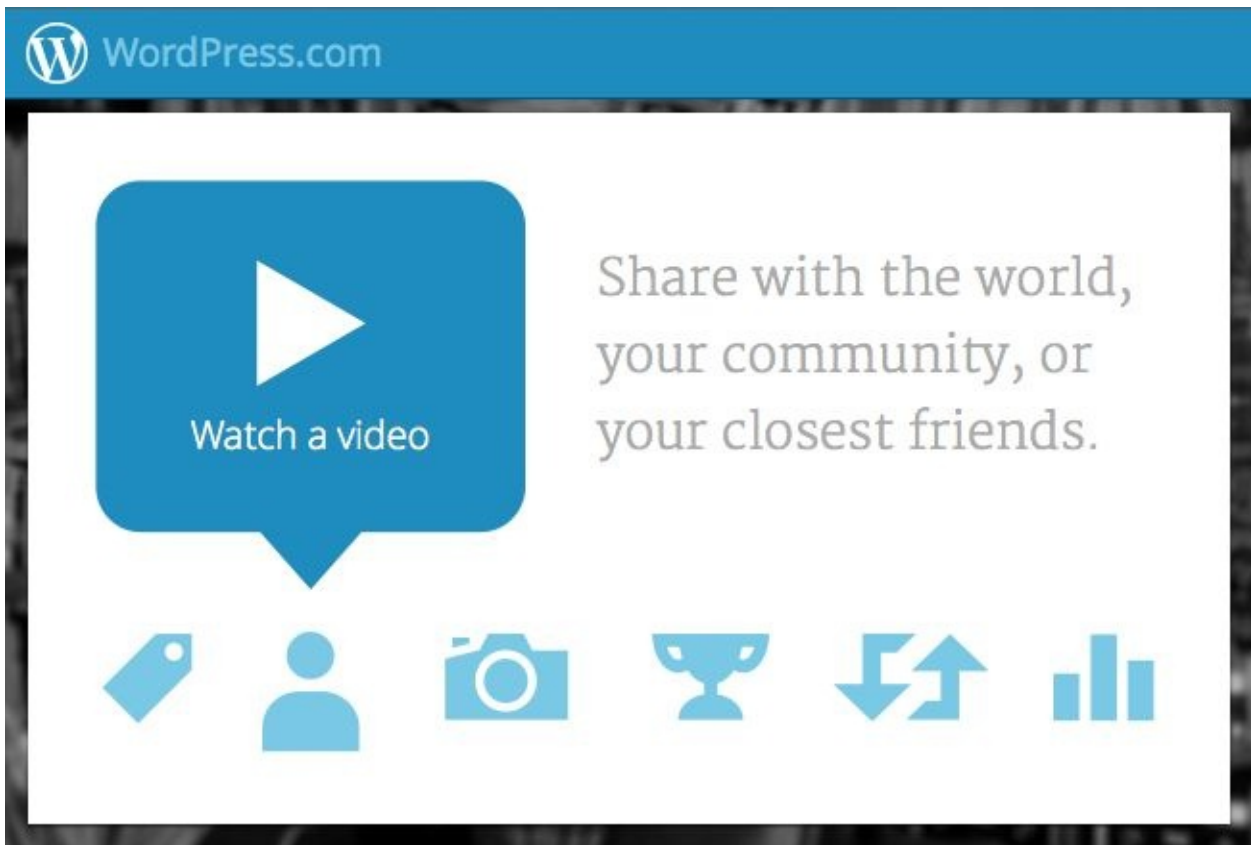 WordPress.com
Watch a video
Share with the world,
your community, or
your closest friends.